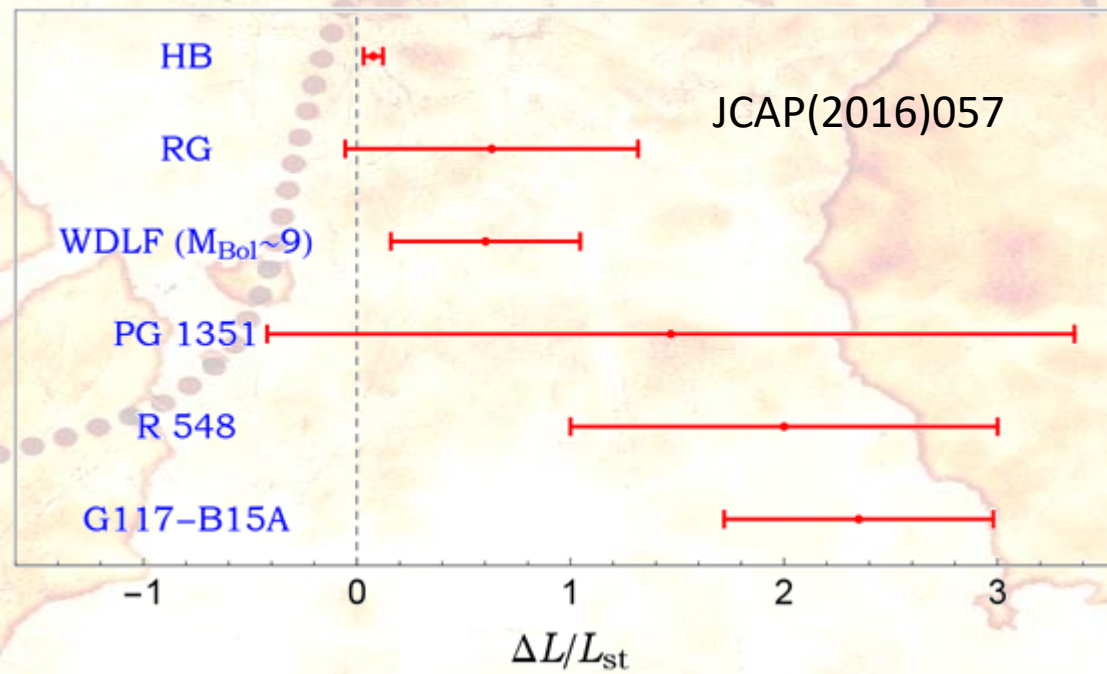 HB
JCAP(2016)057
RG
WDLF (M_Bol~9)
PG 1351
R 548
G117−B15A
−1 0 1 2 3
ΔL/L_st